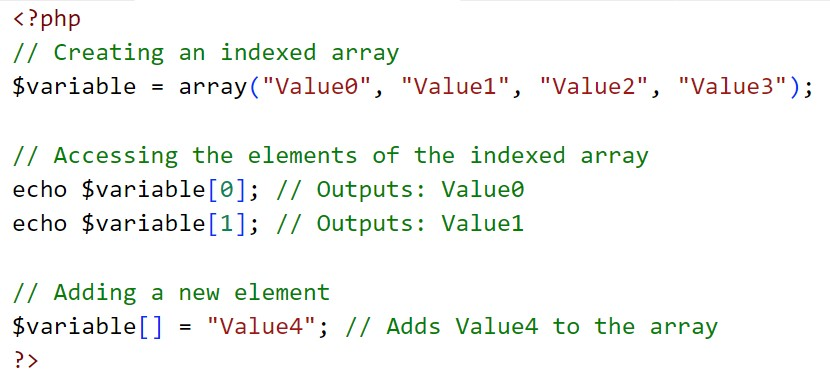 <?php
// Creating an indexed array
$variable = array("Value0", "Value1", "Value2", "Value3");
// Accessing the elements of the indexed array
echo $variable[0]; // Outputs: Value0
echo $variable[1]; // Outputs: Value1
// Adding a new element
$variable[] = "Value4"; // Adds Value4 to the array
?>